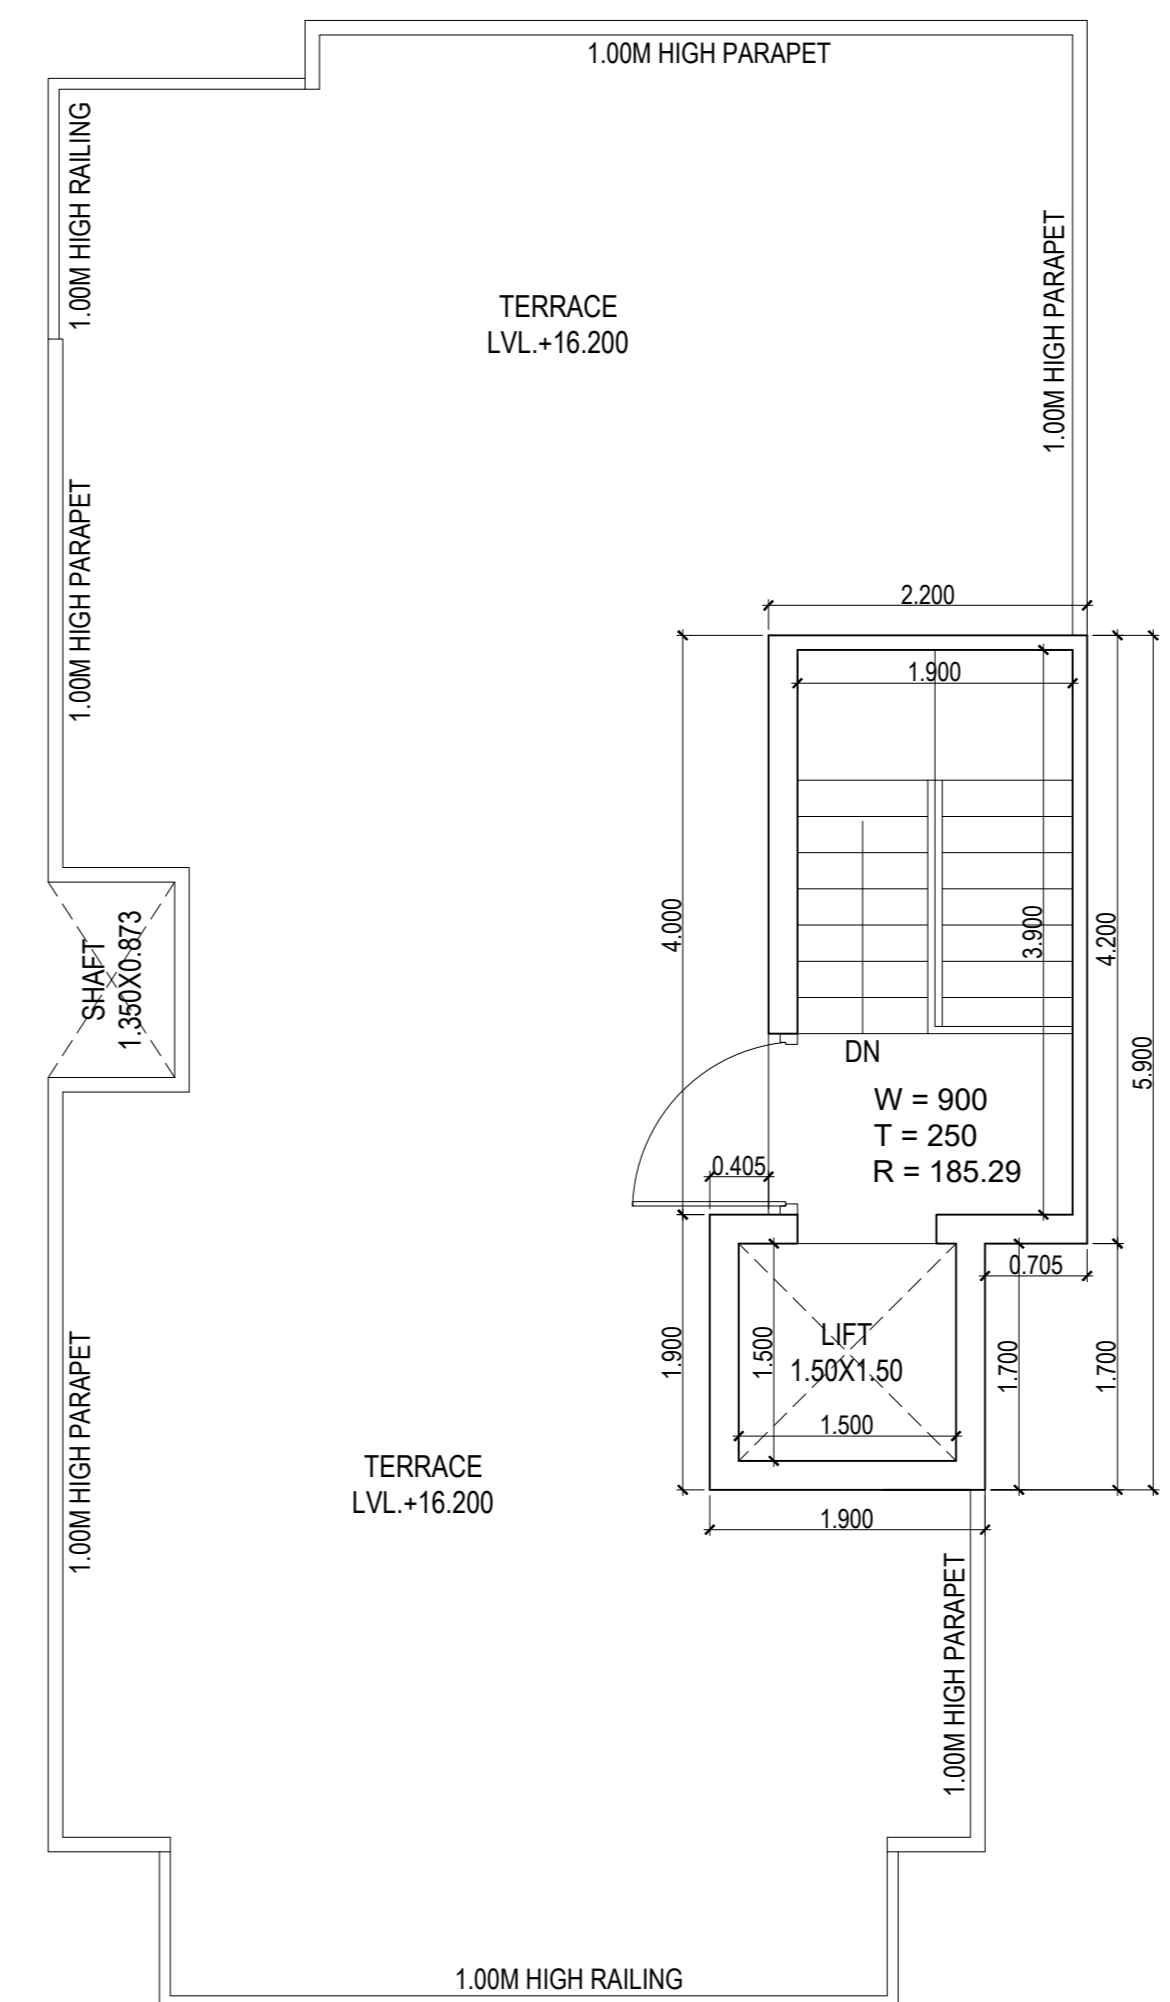 1.00M HIGH PARAPET
1.00M HIGH RAILING
1.00M HIGH PARAPET
TERRACE
LVL.+16.200
1.00M HIGH PARAPET
2.200
1.900
4.000
3.900
4.200
5.900
SHAFT
1.350X0.873
DN
W = 900
T = 250
R = 185.29
0.405
0.705
LIFT
1.50X1.50
1.900
1.500
1.700
1.700
1.500
1.00M HIGH PARAPET
TERRACE
LVL.+16.200
1.900
1.00M HIGH PARAPET
1.00M HIGH RAILING